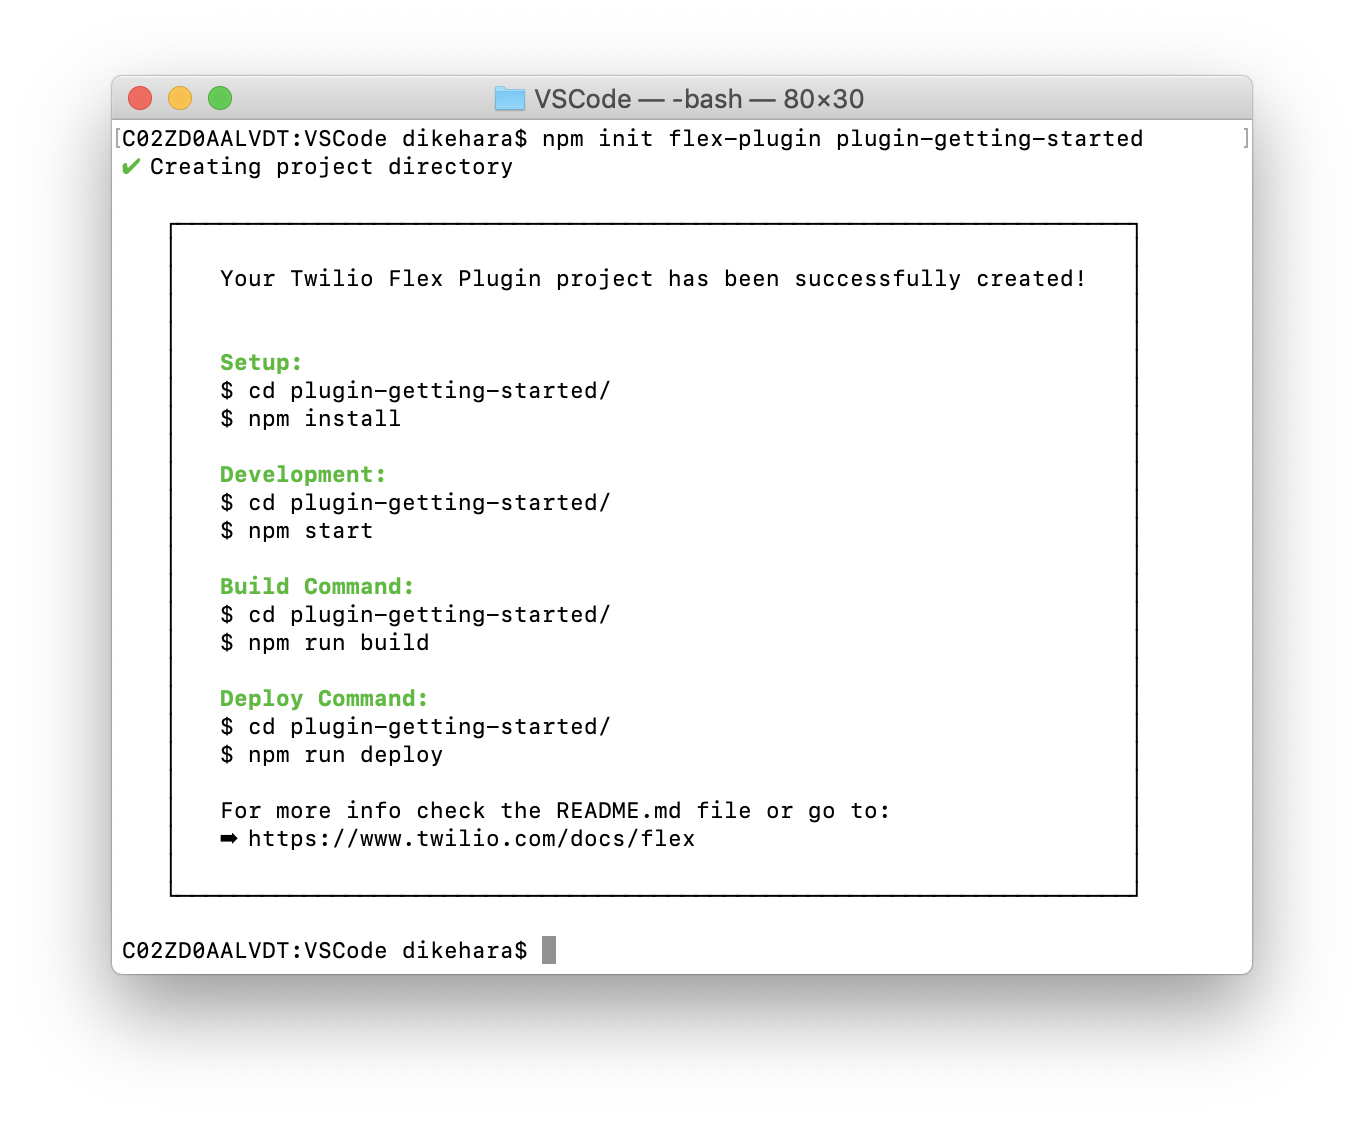 VSCode — -bash — 80×30
[C02ZD0AALVDT:VSCode dikehara$ npm init flex-plugin plugin-getting-started ]
✔ Creating project directory
Your Twilio Flex Plugin project has been successfully created!
Setup:
$ cd plugin-getting-started/
$ npm install
Development:
$ cd plugin-getting-started/
$ npm start
Build Command:
$ cd plugin-getting-started/
$ npm run build
Deploy Command:
$ cd plugin-getting-started/
$ npm run deploy
For more info check the README.md file or go to:
➡ https://www.twilio.com/docs/flex
C02ZD0AALVDT:VSCode dikehara$